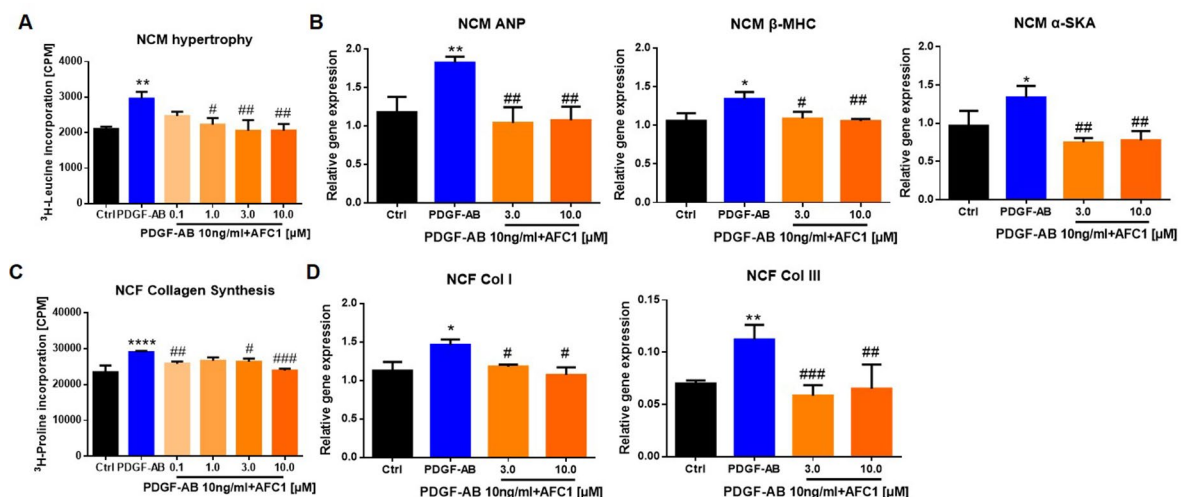 A
NCM hypertrophy
³H-Leucine incorporation [CPM]
4000
3000
2000
1000
0
**
#
##
##
Ctrl PDGF-AB 0.1 1.0 3.0 10.0
PDGF-AB 10ng/ml+AFC1 [µM]
B
NCM ANP
Relative gene expression
2.0
1.5
1.0
0.5
0.0
**
##
##
Ctrl PDGF-AB 3.0 10.0
NCM β-MHC
Relative gene expression
2.0
1.5
1.0
0.5
0.0
*
#
##
Ctrl PDGF-AB 3.0 10.0
NCM α-SKA
Relative gene expression
2.0
1.5
1.0
0.5
0.0
*
##
##
Ctrl PDGF-AB 3.0 10.0
PDGF-AB 10ng/ml+AFC1 [µM]
PDGF-AB 10ng/ml+AFC1 [µM]
PDGF-AB 10ng/ml+AFC1 [µM]
C
NCF Collagen Synthesis
³H-Proline incorporation [CPM]
40000
30000
20000
10000
0
****
##
#
###
Ctrl PDGF-AB 0.1 1.0 3.0 10.0
PDGF-AB 10ng/ml+AFC1 [µM]
D
NCF Col I
Relative gene expression
2.0
1.5
1.0
0.5
0.0
*
#
#
Ctrl PDGF-AB 3.0 10.0
PDGF-AB 10ng/ml+AFC1 [µM]
NCF Col III
Relative gene expression
0.15
0.10
0.05
0.00
**
###
##
Ctrl PDGF-AB 3.0 10.0
PDGF-AB 10ng/ml+AFC1 [µM]